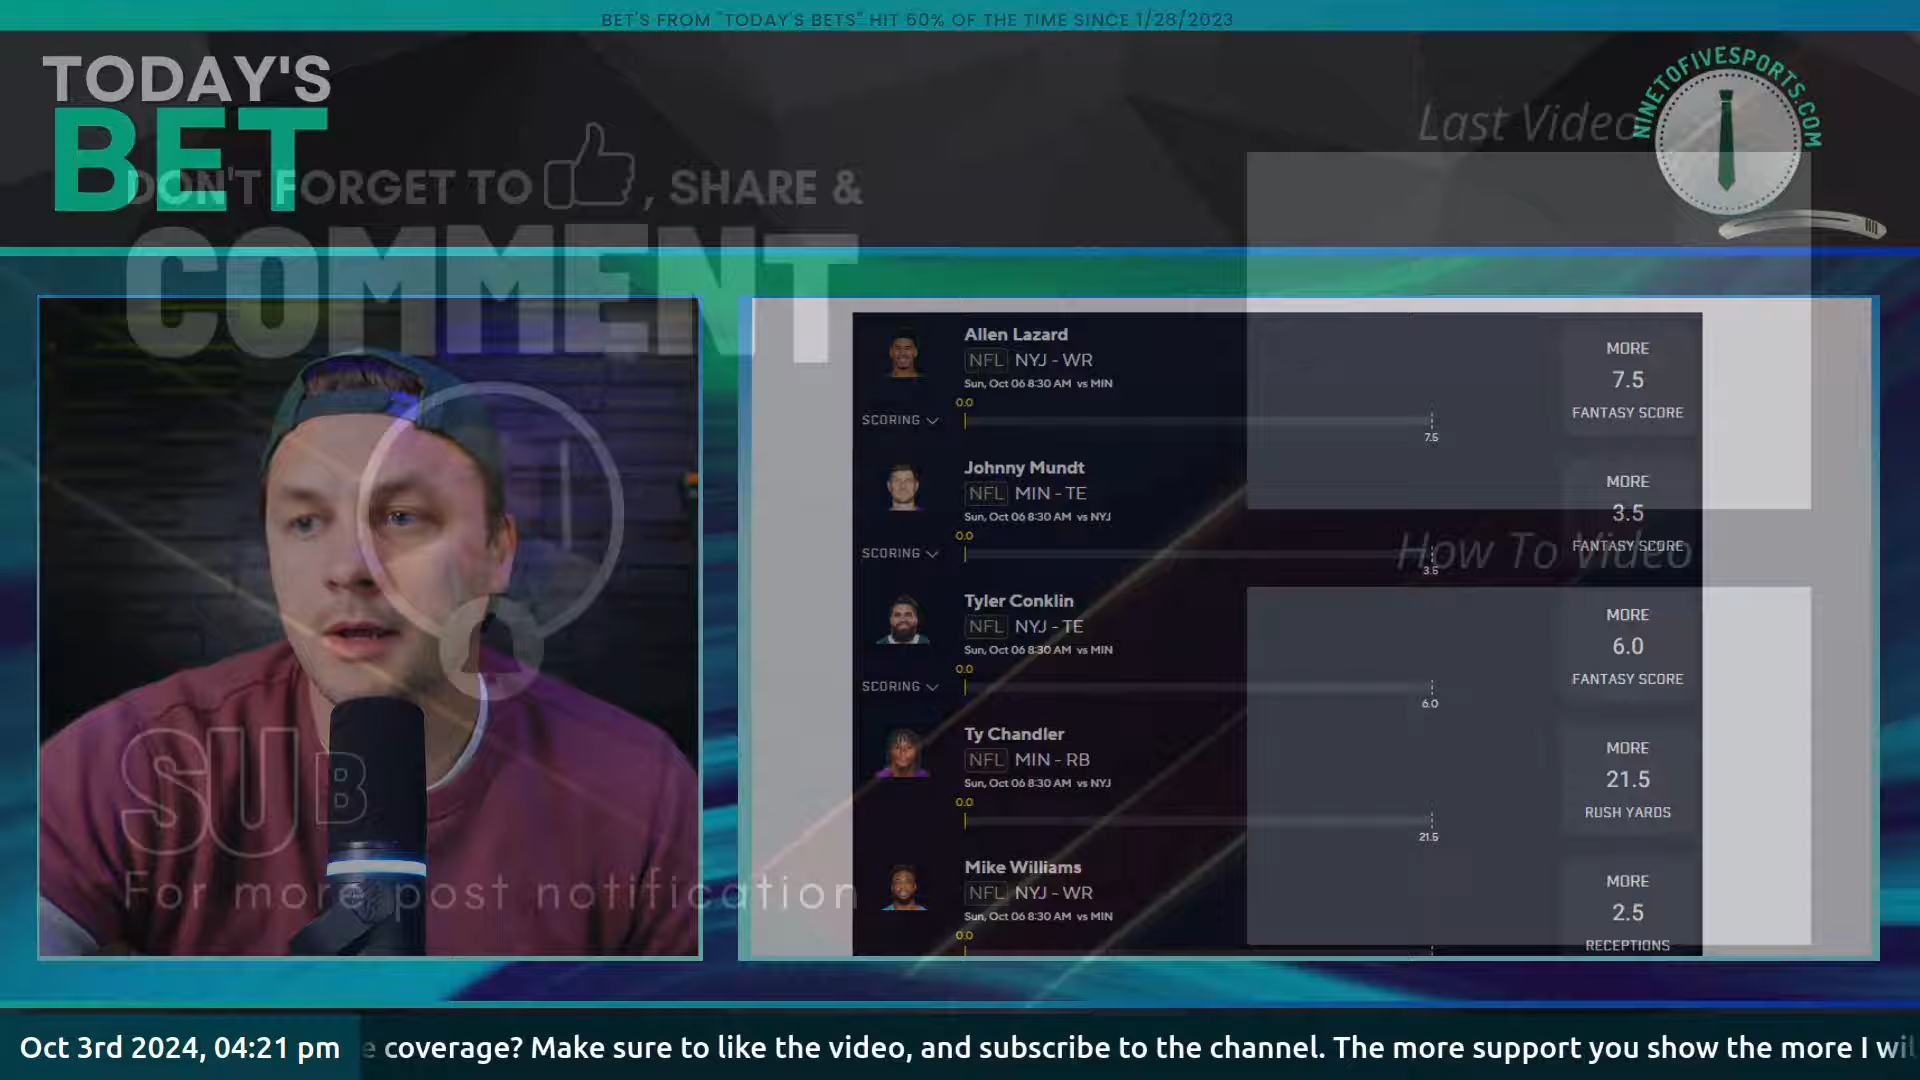 BET'S FROM "TODAY'S BETS" HIT 60% OF THE TIME SINCE 1/28/2023
TODAY'S
BET
NINETOFIVESPORTS.COM
Last Video
DON'T FORGET TO , SHARE &
COMMENT
Allen Lazard
NFL NYJ - WR
Sun, Oct 06 8:30 AM vs MIN
SCORING
0.0
7.5
MORE
7.5
FANTASY SCORE
Johnny Mundt
NFL MIN - TE
Sun, Oct 06 8:30 AM vs NYJ
SCORING
0.0
3.5
MORE
3.5
FANTASY SCORE
How To Video
Tyler Conklin
NFL NYJ - TE
Sun, Oct 06 8:30 AM vs MIN
SCORING
0.0
6.0
MORE
6.0
FANTASY SCORE
Ty Chandler
NFL MIN - RB
Sun, Oct 06 8:30 AM vs NYJ
0.0
21.5
MORE
21.5
RUSH YARDS
Mike Williams
NFL NYJ - WR
Sun, Oct 06 8:30 AM vs MIN
0.0
MORE
2.5
RECEPTIONS
SUB
For more post notification
Oct 3rd 2024, 04:21 pm
e coverage? Make sure to like the video, and subscribe to the channel. The more support you show the more I wil